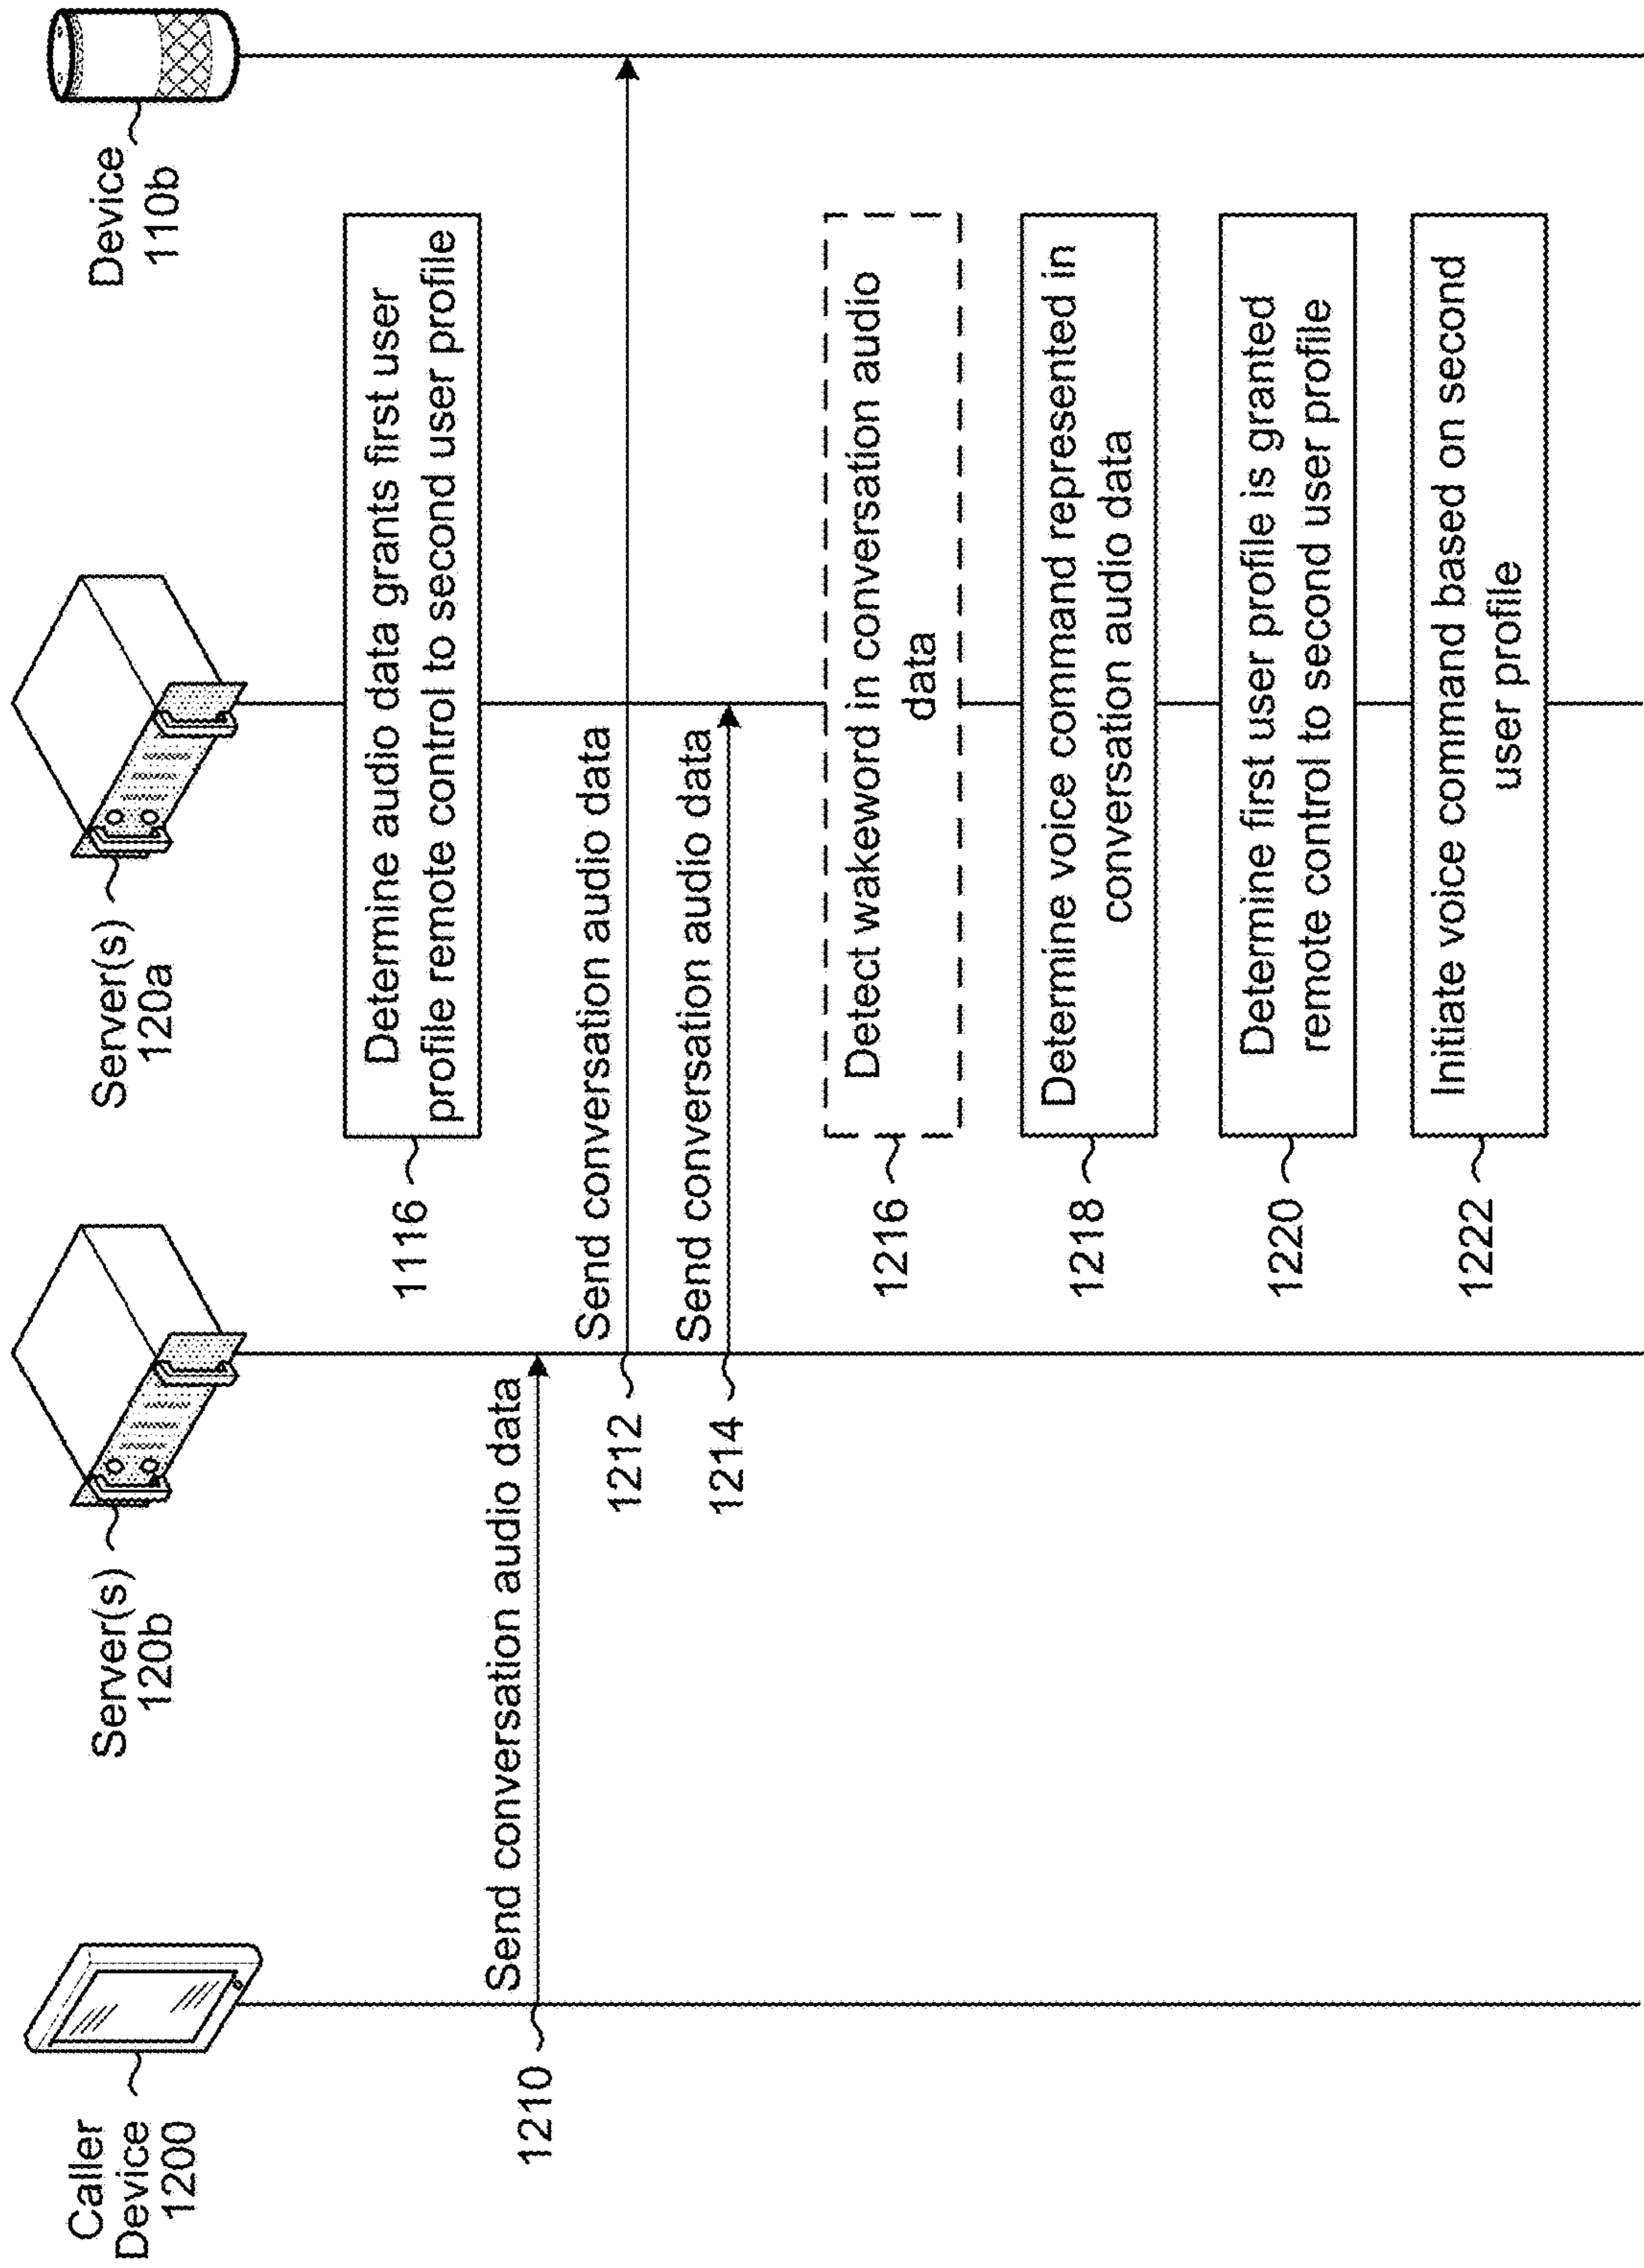 Caller
Device
1200
Server(s)
120b
Server(s)
120a
Device
110b
1116
Determine audio data grants first user
profile remote control to second user profile
Send conversation audio data
1210
Send conversation audio data
1212
Send conversation audio data
1214
1216
Detect wakeword in conversation audio
data
1218
Determine voice command represented in
conversation audio data
1220
Determine first user profile is granted
remote control to second user profile
1222
Initiate voice command based on second
user profile